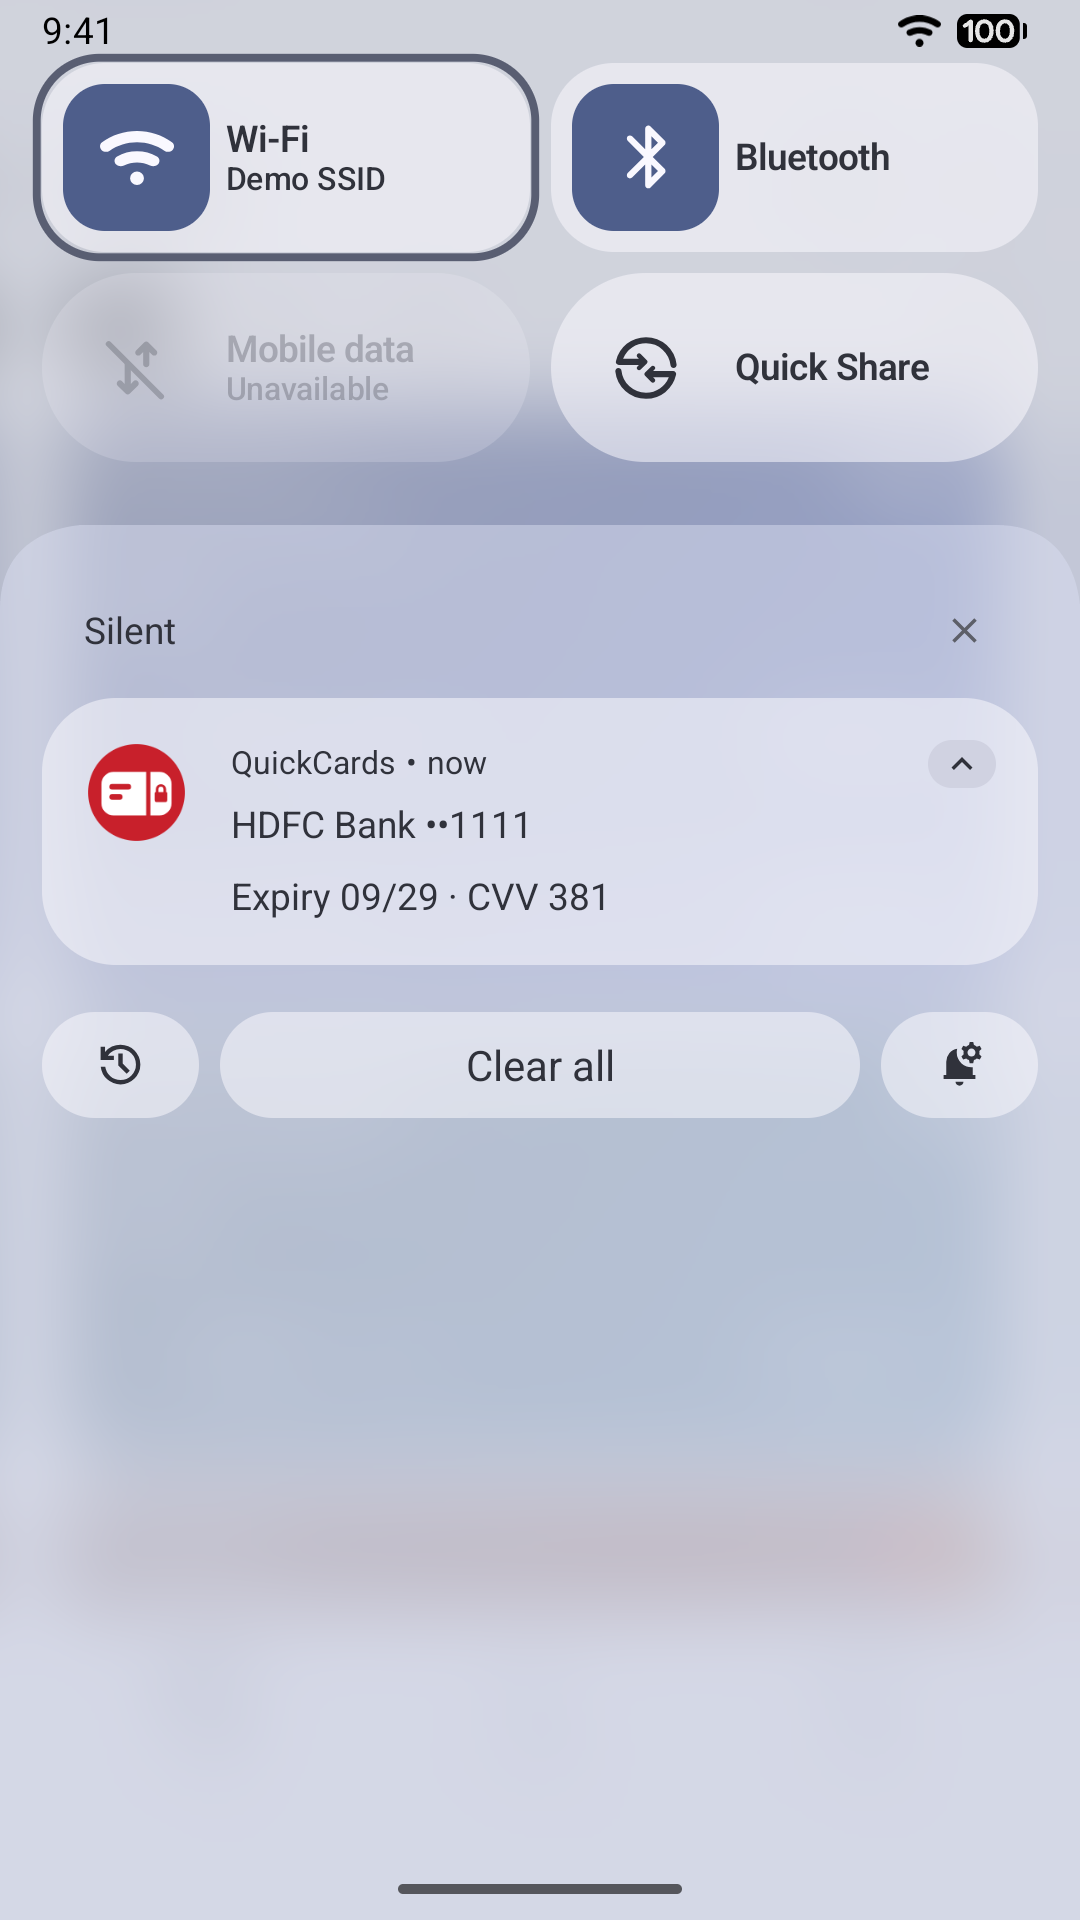 9:41
100
Wi-Fi
Demo SSID
Bluetooth
Mobile data
Unavailable
Quick Share
Silent
QuickCards • now
HDFC Bank ••1111
Expiry 09/29 · CVV 381
Clear all